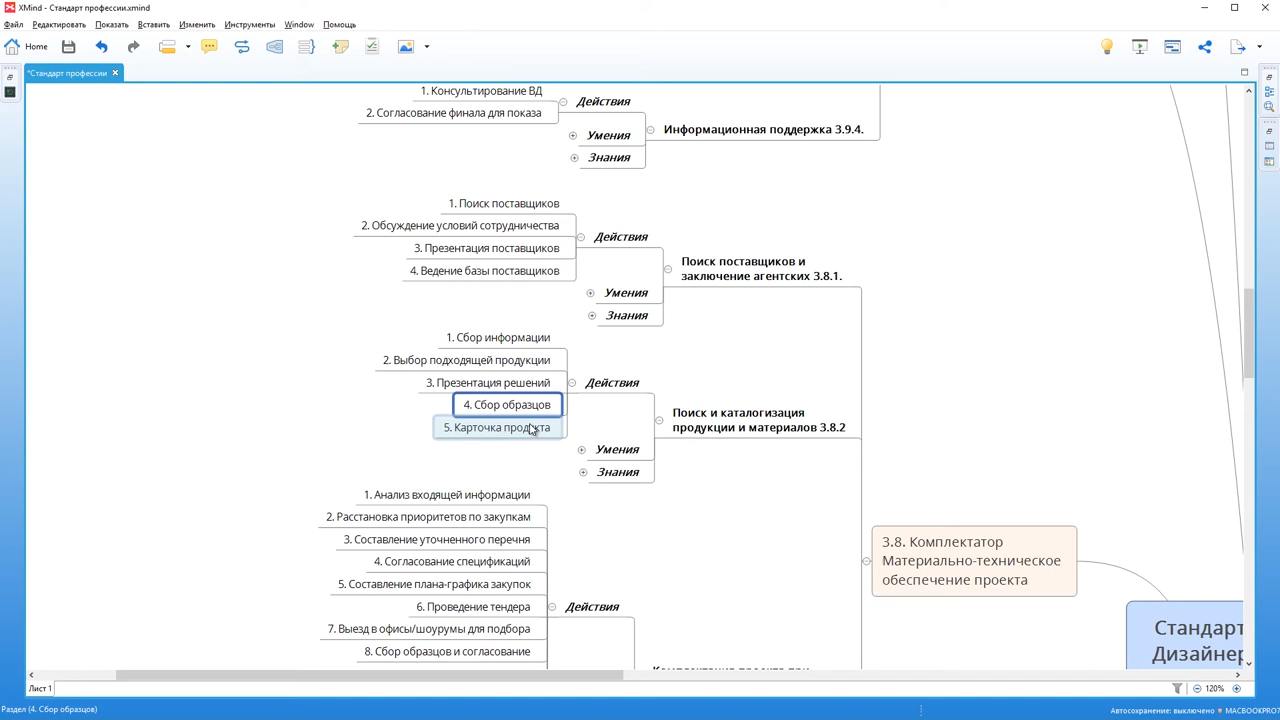 XMind - Стандарт профессии.xmind
Файл Редактировать Показать Вставить Изменить Инструменты Window Помощь
Home
*Стандарт профессии
1. Консультирование ВД
2. Согласование финала для показа
Действия
Умения
Знания
Информационная поддержка 3.9.4.
1. Поиск поставщиков
2. Обсуждение условий сотрудничества
3. Презентация поставщиков
4. Ведение базы поставщиков
Действия
Умения
Знания
Поиск поставщиков и
заключение агентских 3.8.1.
1. Сбор информации
2. Выбор подходящей продукции
3. Презентация решений
4. Сбор образцов
5. Карточка продукта
Действия
Умения
Знания
Поиск и каталогизация
продукции и материалов 3.8.2
1. Анализ входящей информации
2. Расстановка приоритетов по закупкам
3. Составление уточненного перечня
4. Согласование спецификаций
5. Составление плана-графика закупок
6. Проведение тендера
7. Выезд в офисы/шоурумы для подбора
8. Сбор образцов и согласование
Действия
3.8. Комплектатор
Материально-техническое
обеспечение проекта
Стандарт
Дизайнер
Лист 1
120%
Раздел (4. Сбор образцов)
Автосохранение: выключено
MACBOOKPRO7